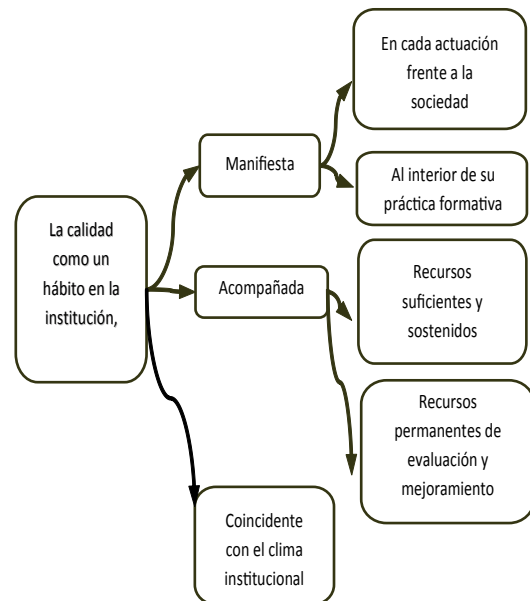 La calidad
como un
hábito en la
institución,
Manifiesta
En cada actuación
frente a la
sociedad
Al interior de su
práctica formativa
Acompañada
Recursos
suficientes y
sostenidos
Recursos
permanentes de
evaluación y
mejoramiento
Coincidente
con el clima
institucional